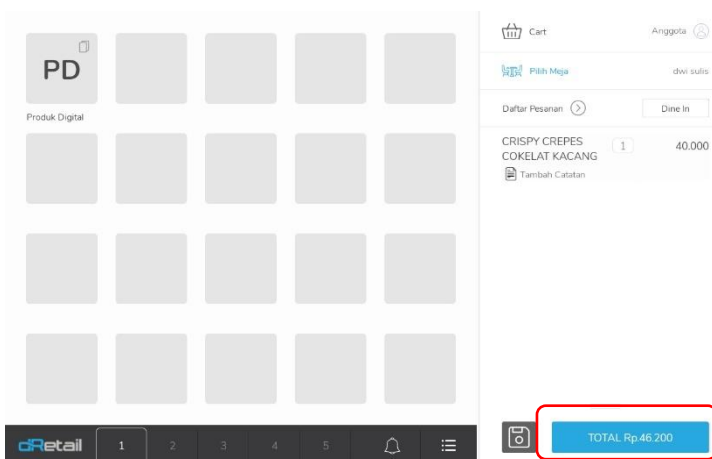 PD
Produk Digital
Cart
Anggota
Pilih Meja
dwi sulis
Daftar Pesanan
Dine In
CRISPY CREPES
COKELAT KACANG
1
40.000
Tambah Catatan
TOTAL Rp.46.200
dRetail
1
2
3
4
5